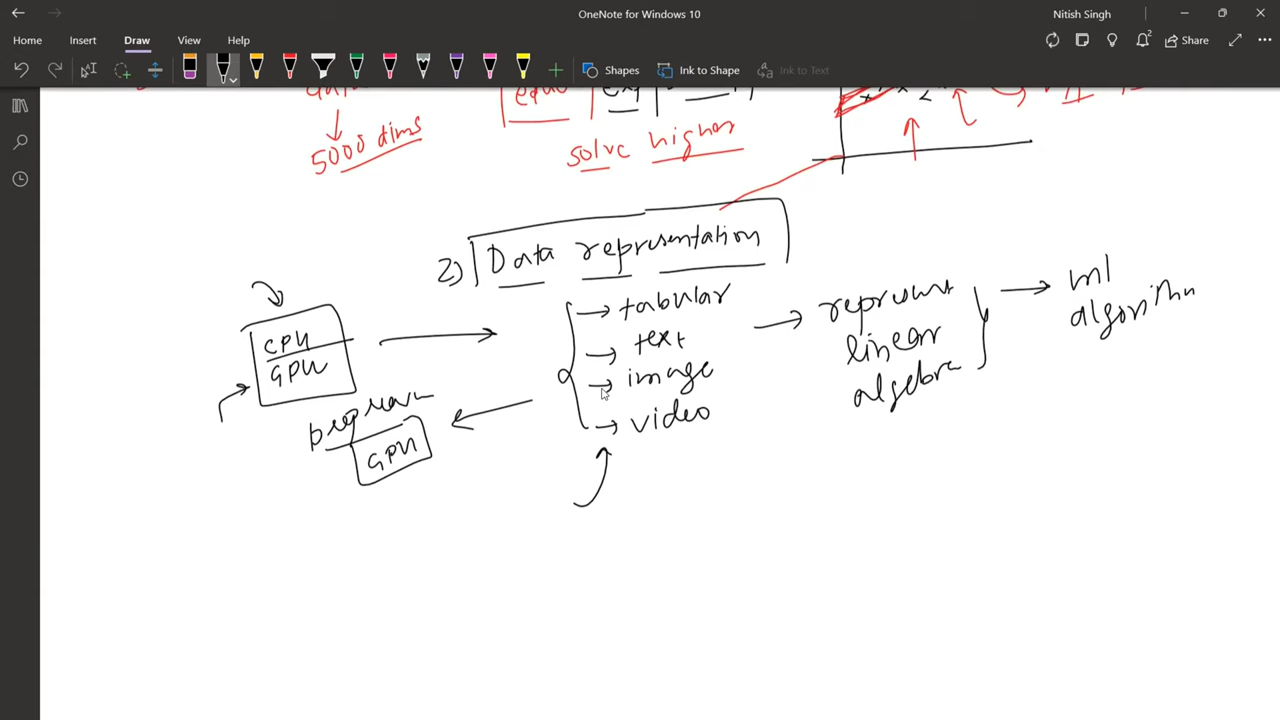 OneNote for Windows 10
Nitish Singh
Home
Insert
Draw
View
Help
Share
Shapes
Ink to Shape
Ink to Text
5000 dims
solve higher
2) Data representation
CPU
GPU
GPU
tabular
text
image
video
represent
linear
algebra
ml
algorithm